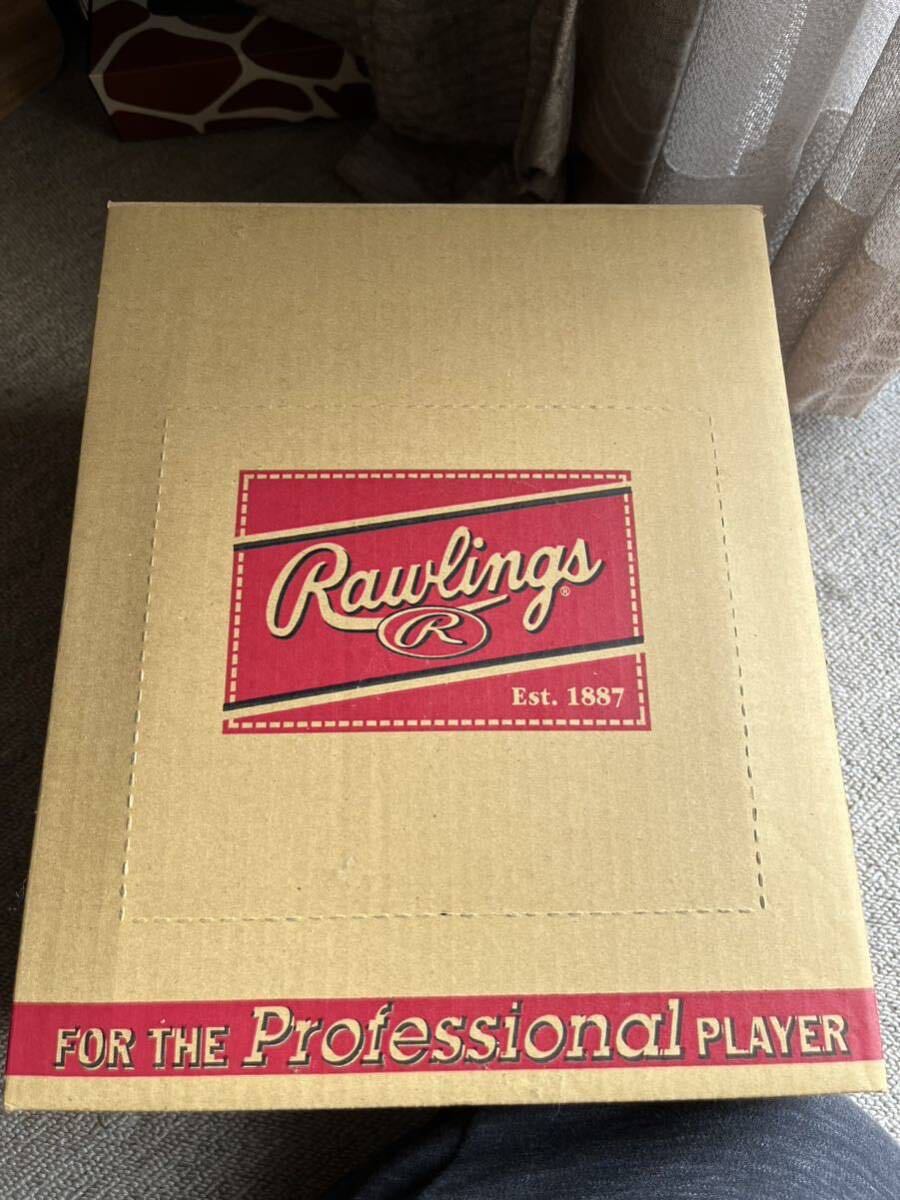 Rawlings®
R
Est. 1887
FOR THE Professional PLAYER